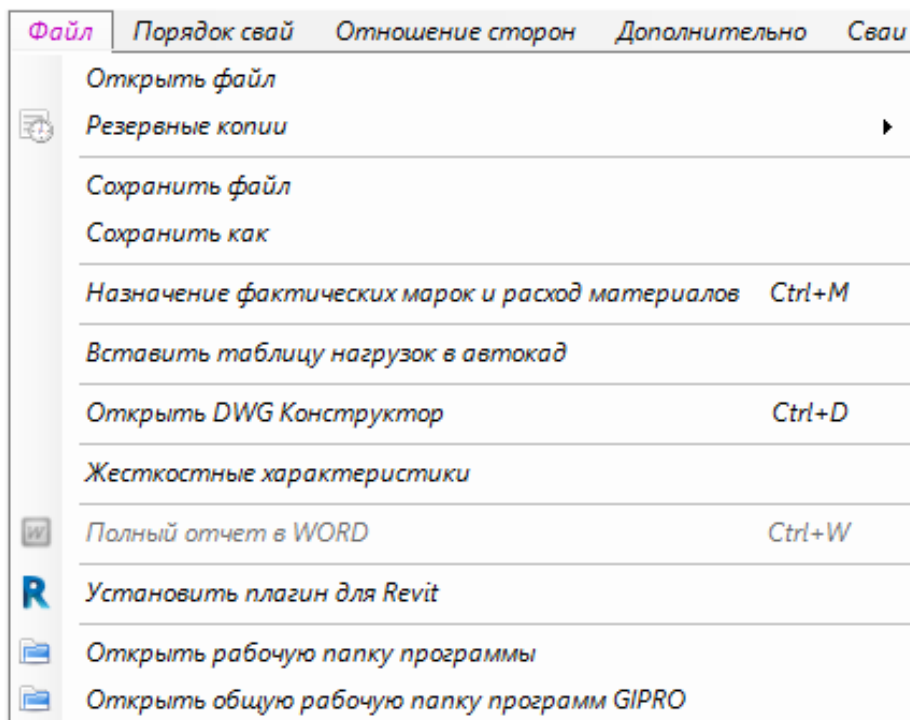 Файл Порядок свай Отношение сторон Дополнительно Сваи
Открыть файл
Резервные копии
Сохранить файл
Сохранить как
Назначение фактических марок и расход материалов Ctrl+M
Вставить таблицу нагрузок в автокад
Открыть DWG Конструктор Ctrl+D
Жесткостные характеристики
W Полный отчет в WORD Ctrl+W
R Установить плагин для Revit
Открыть рабочую папку программы
Открыть общую рабочую папку программ GIPRO